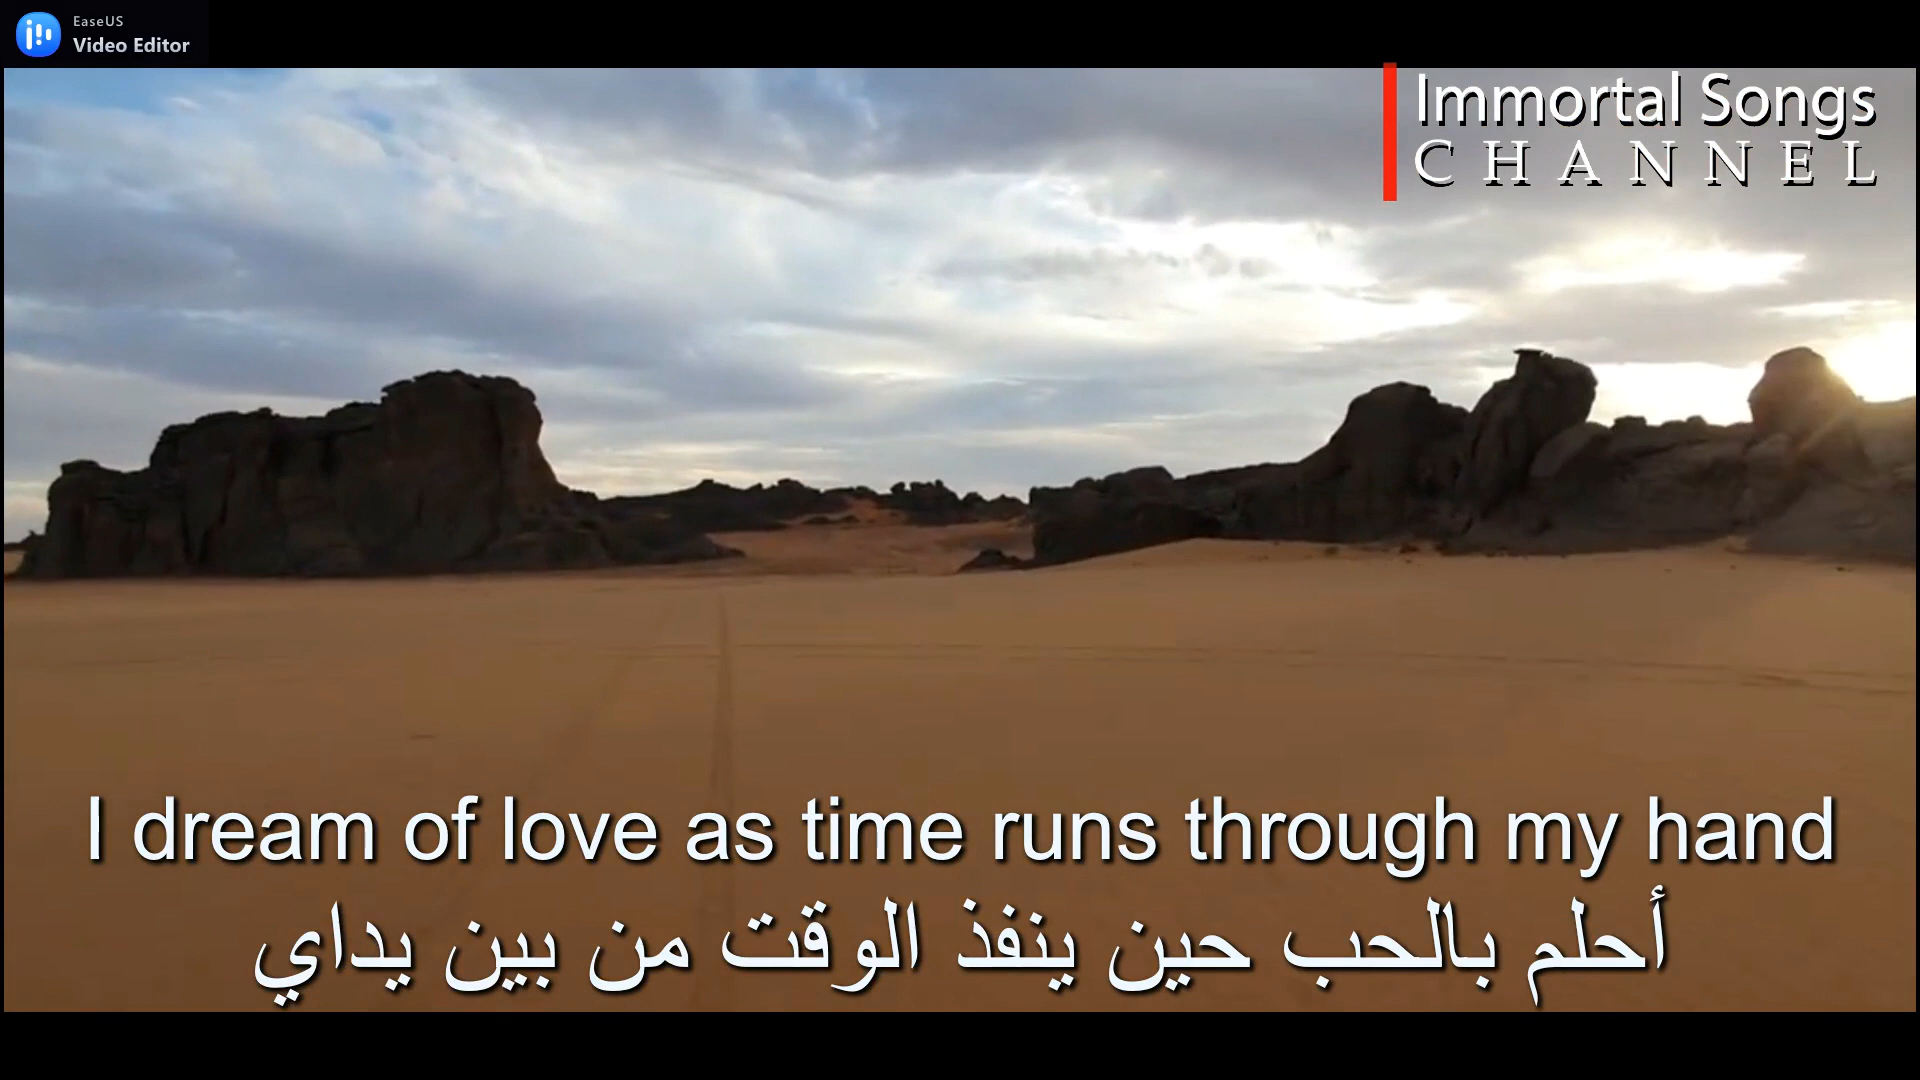 EaseUS
Video Editor
Immortal Songs
CHANNEL
I dream of love as time runs through my hand
أحلم بالحب حين ينفذ الوقت من بين يداي